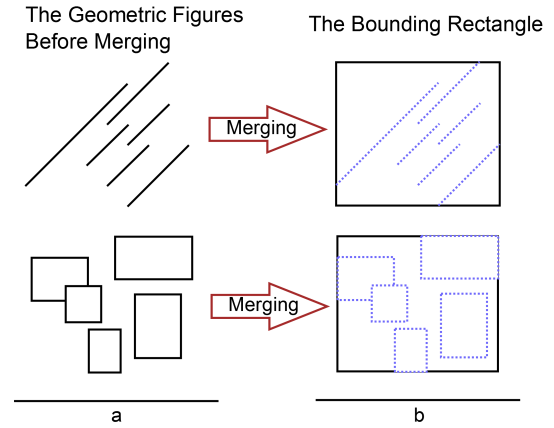 The Geometric Figures
Before Merging
The Bounding Rectangle
Merging
Merging
a
b